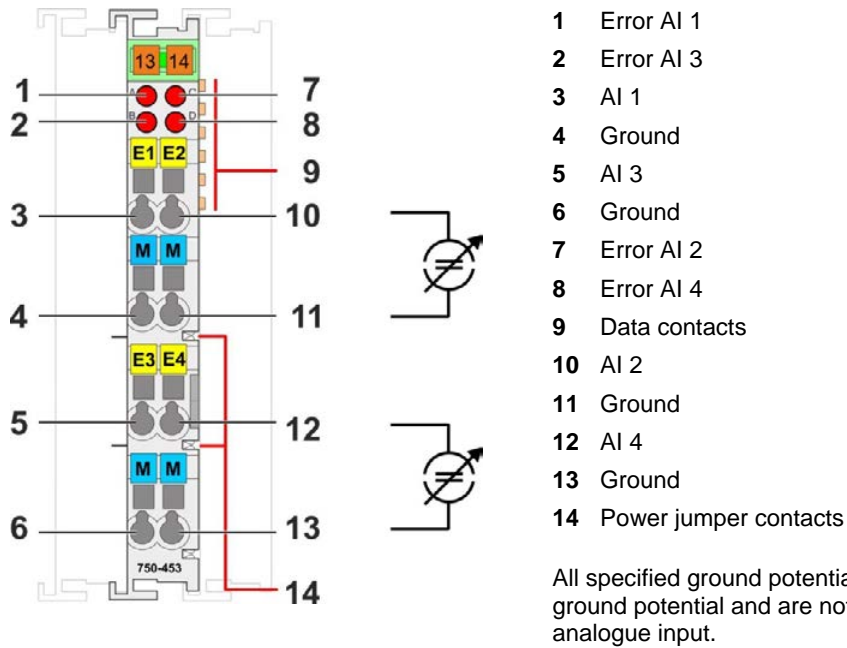 13 14
A C
B D
1 7
2 8
E1 E2
9
3 10
M M
4 11
E3 E4
5 12
M M
6 13
750-453
14
1 Error AI 1
2 Error AI 3
3 AI 1
4 Ground
5 AI 3
6 Ground
7 Error AI 2
8 Error AI 4
9 Data contacts
10 AI 2
11 Ground
12 AI 4
13 Ground
14 Power jumper contacts
All specified ground
ground potential and are
analogue input.